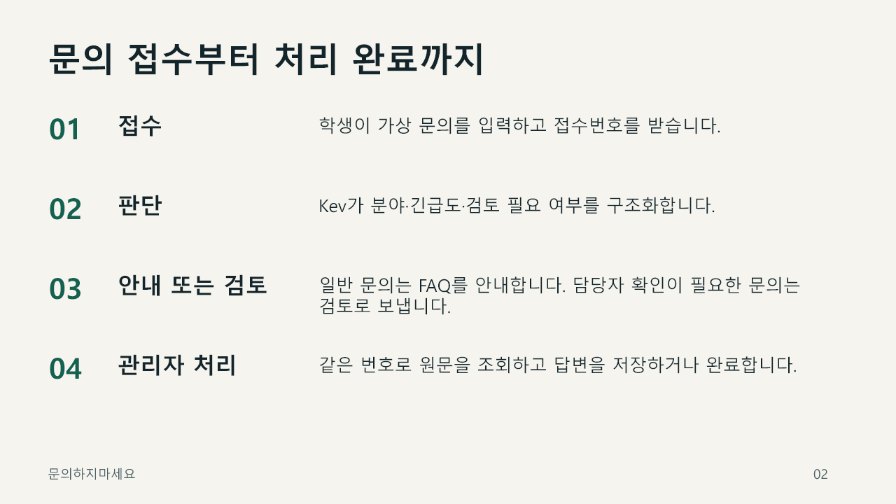 문의 접수부터 처리 완료까지
01 접수 학생이 가상 문의를 입력하고 접수번호를 받습니다.
02 판단 Kev가 분야·긴급도·검토 필요 여부를 구조화합니다.
03 안내 또는 검토 일반 문의는 FAQ를 안내합니다. 담당자 확인이 필요한 문의는
검토로 보냅니다.
04 관리자 처리 같은 번호로 원문을 조회하고 답변을 저장하거나 완료합니다.
문의하지마세요 02